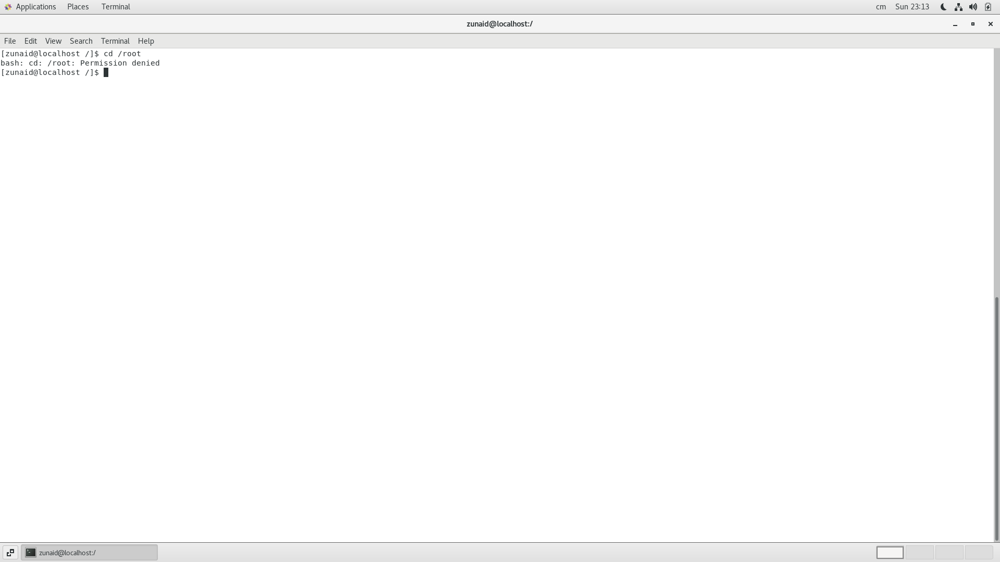 Applications Places Terminal cm Sun 23:13
zunaid@localhost:/
File Edit View Search Terminal Help
[zunaid@localhost /]$ cd /root
bash: cd: /root: Permission denied
[zunaid@localhost /]$
zunaid@localhost:/